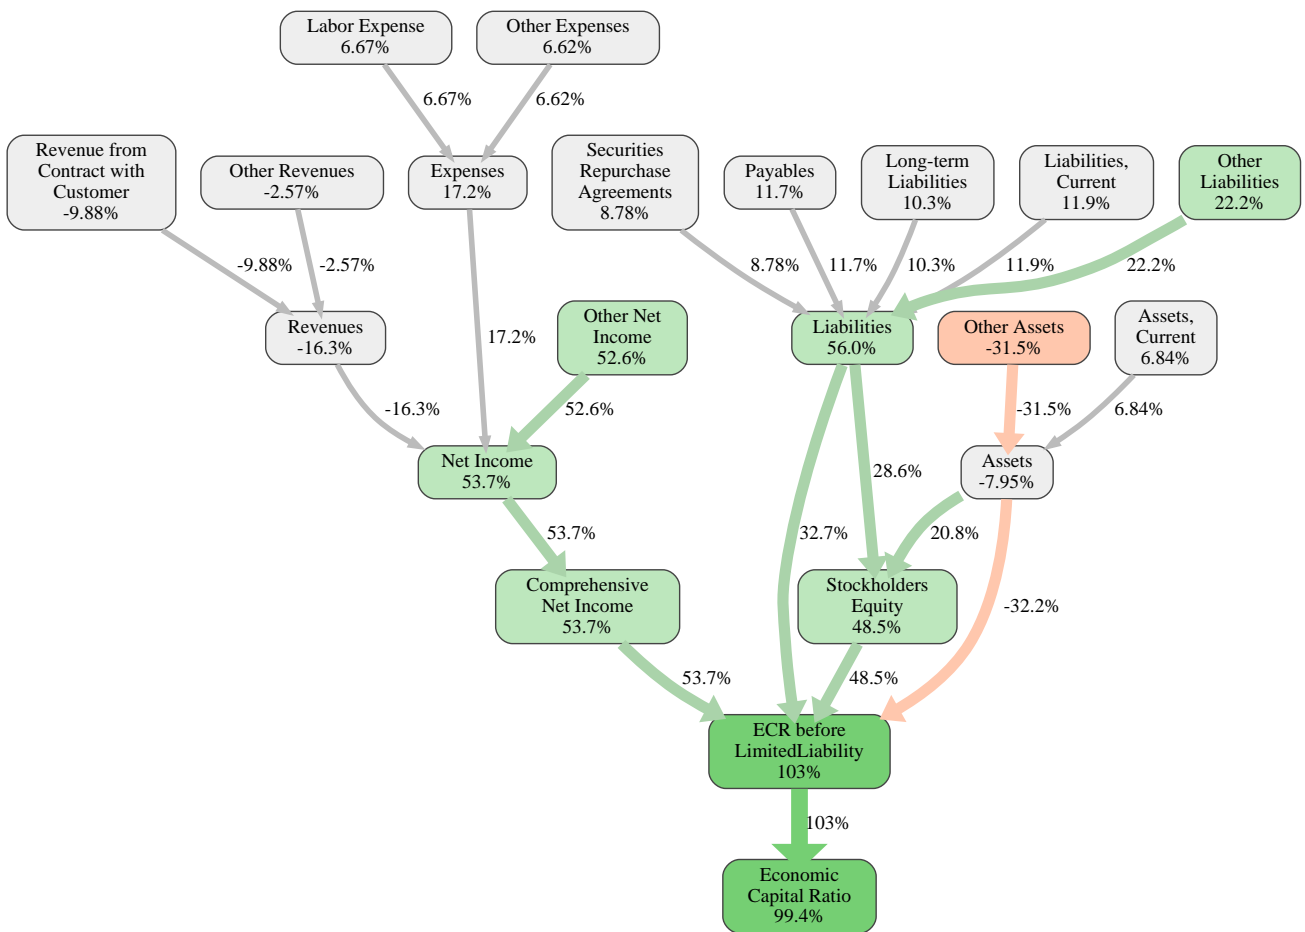 Labor Expense
6.67%
Other Expenses
6.62%
6.67%
6.62%
Revenue from
Contract with
Customer
-9.88%
Other Revenues
-2.57%
Expenses
17.2%
Securities
Repurchase
Agreements
8.78%
Payables
11.7%
Long-term
Liabilities
10.3%
Liabilities,
Current
11.9%
Other
Liabilities
22.2%
-9.88%
-2.57%
8.78%
11.7%
10.3%
11.9%
22.2%
Revenues
-16.3%
17.2%
Other Net
Income
52.6%
Liabilities
56.0%
Other Assets
-31.5%
Assets,
Current
6.84%
-16.3%
52.6%
-31.5%
6.84%
Net Income
53.7%
28.6%
Assets
-7.95%
53.7%
32.7%
20.8%
Comprehensive
Net Income
53.7%
Stockholders
Equity
48.5%
-32.2%
53.7%
48.5%
ECR before
LimitedLiability
103%
103%
Economic
Capital Ratio
99.4%